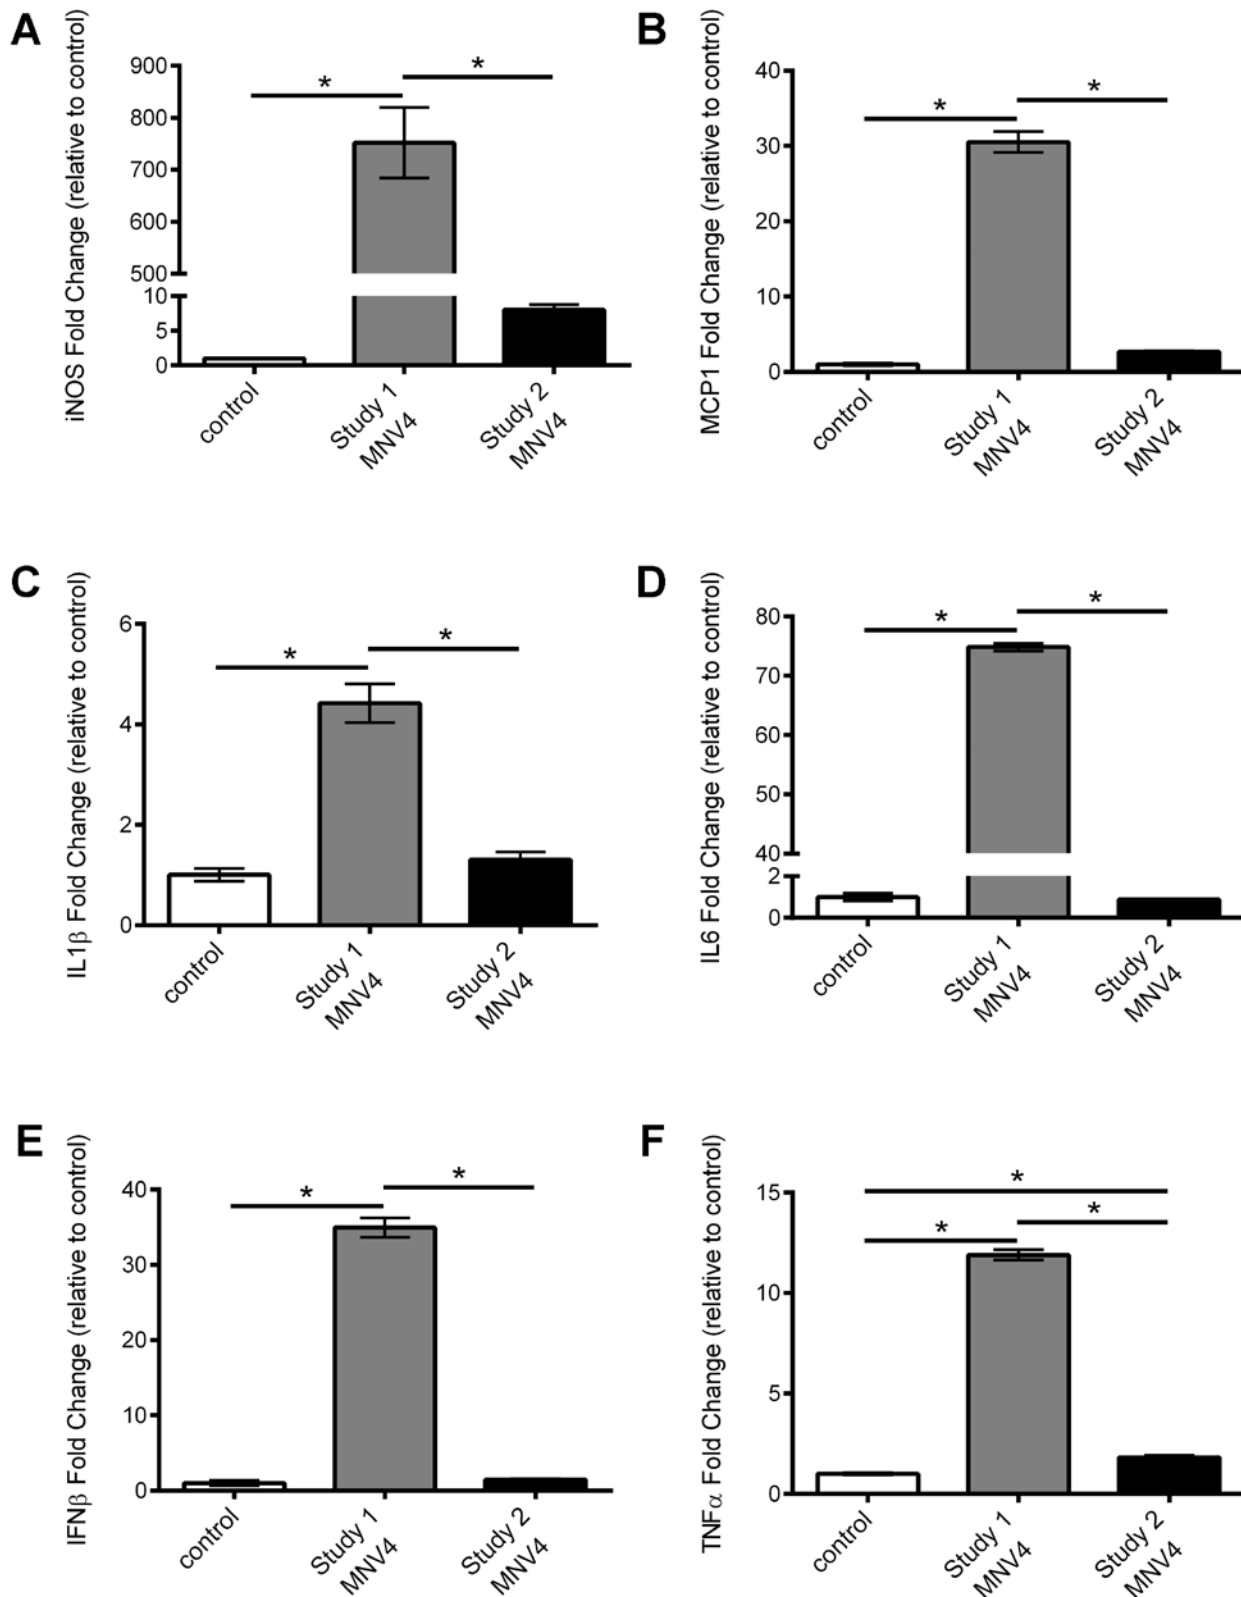 A
iNOS Fold Change (relative to control)
900
800
700
600
500
10
5
0
*
*
control
Study 1
MNV4
Study 2
MNV4
B
MCP1 Fold Change (relative to control)
40
30
20
10
0
*
*
control
Study 1
MNV4
Study 2
MNV4
C
IL1β Fold Change (relative to control)
6
4
2
0
*
*
control
Study 1
MNV4
Study 2
MNV4
D
IL6 Fold Change (relative to control)
80
70
60
50
40
2
0
*
*
control
Study 1
MNV4
Study 2
MNV4
E
IFNβ Fold Change (relative to control)
40
30
20
10
0
*
*
control
Study 1
MNV4
Study 2
MNV4
F
TNFα Fold Change (relative to control)
15
10
5
0
*
*
*
control
Study 1
MNV4
Study 2
MNV4